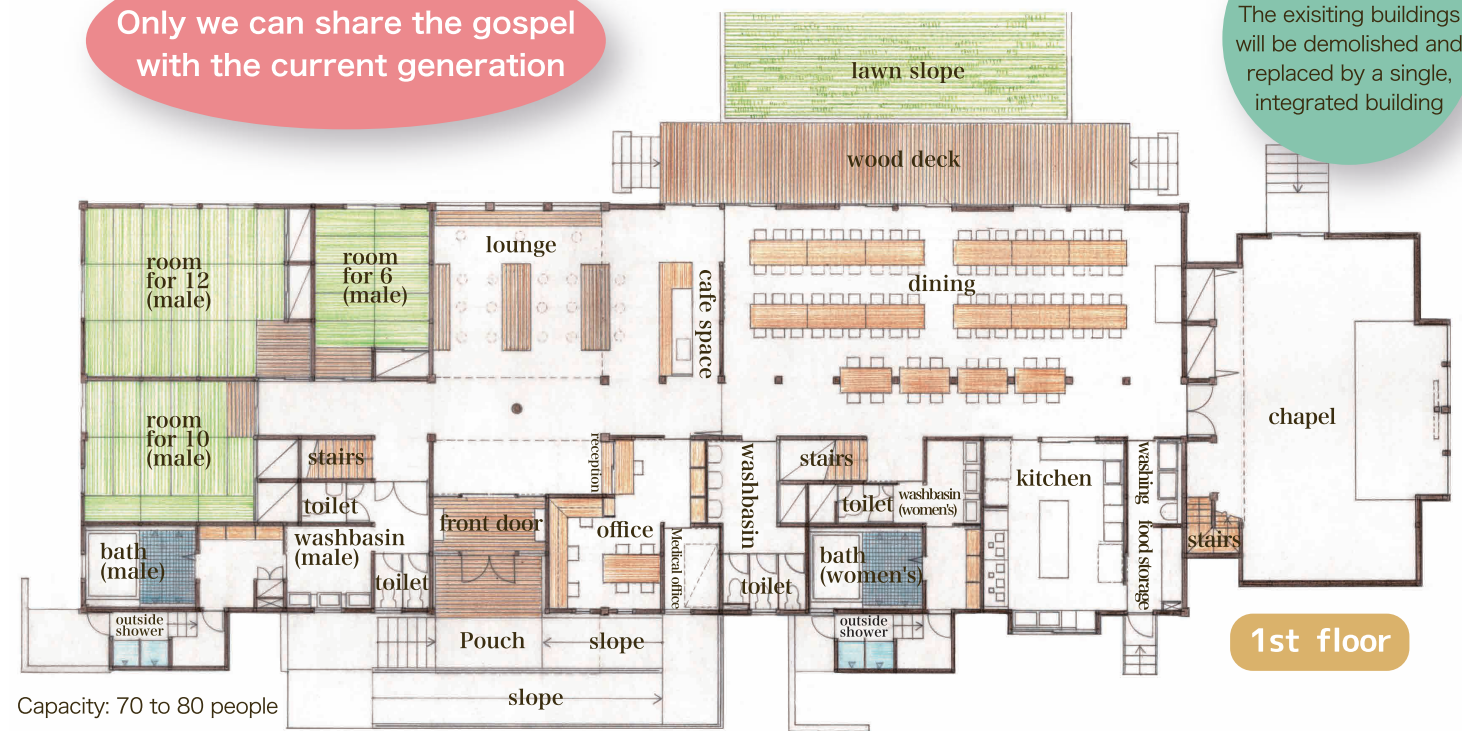 Only we can share the gospel
with the current generation
The exisiting buildings
will be demolished and
replaced by a single,
integrated building
lawn slope
wood deck
room
for 12
(male)
room
for 6
(male)
lounge
cafe space
dining
room
for 10
(male)
chapel
stairs
reception
washbasin
stairs
kitchen
washing
toilet
toilet
washbasin
(women's)
front door
office
washbasin
(male)
stairs
bath
(male)
toilet
Medical office
toilet
bath
(women's)
food storage
outside
shower
Pouch
slope
outside
shower
1st floor
slope
Capacity: 70 to 80 people